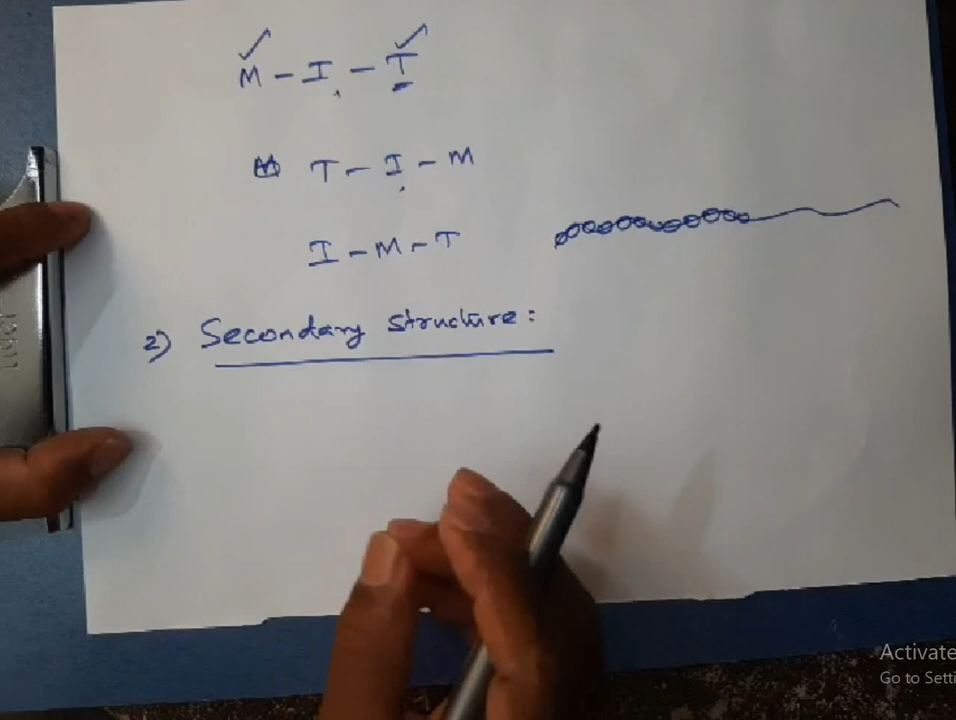 M - I - T
T - I - M
I - M - T
2) Secondary structure:
Activate
Go to Setti